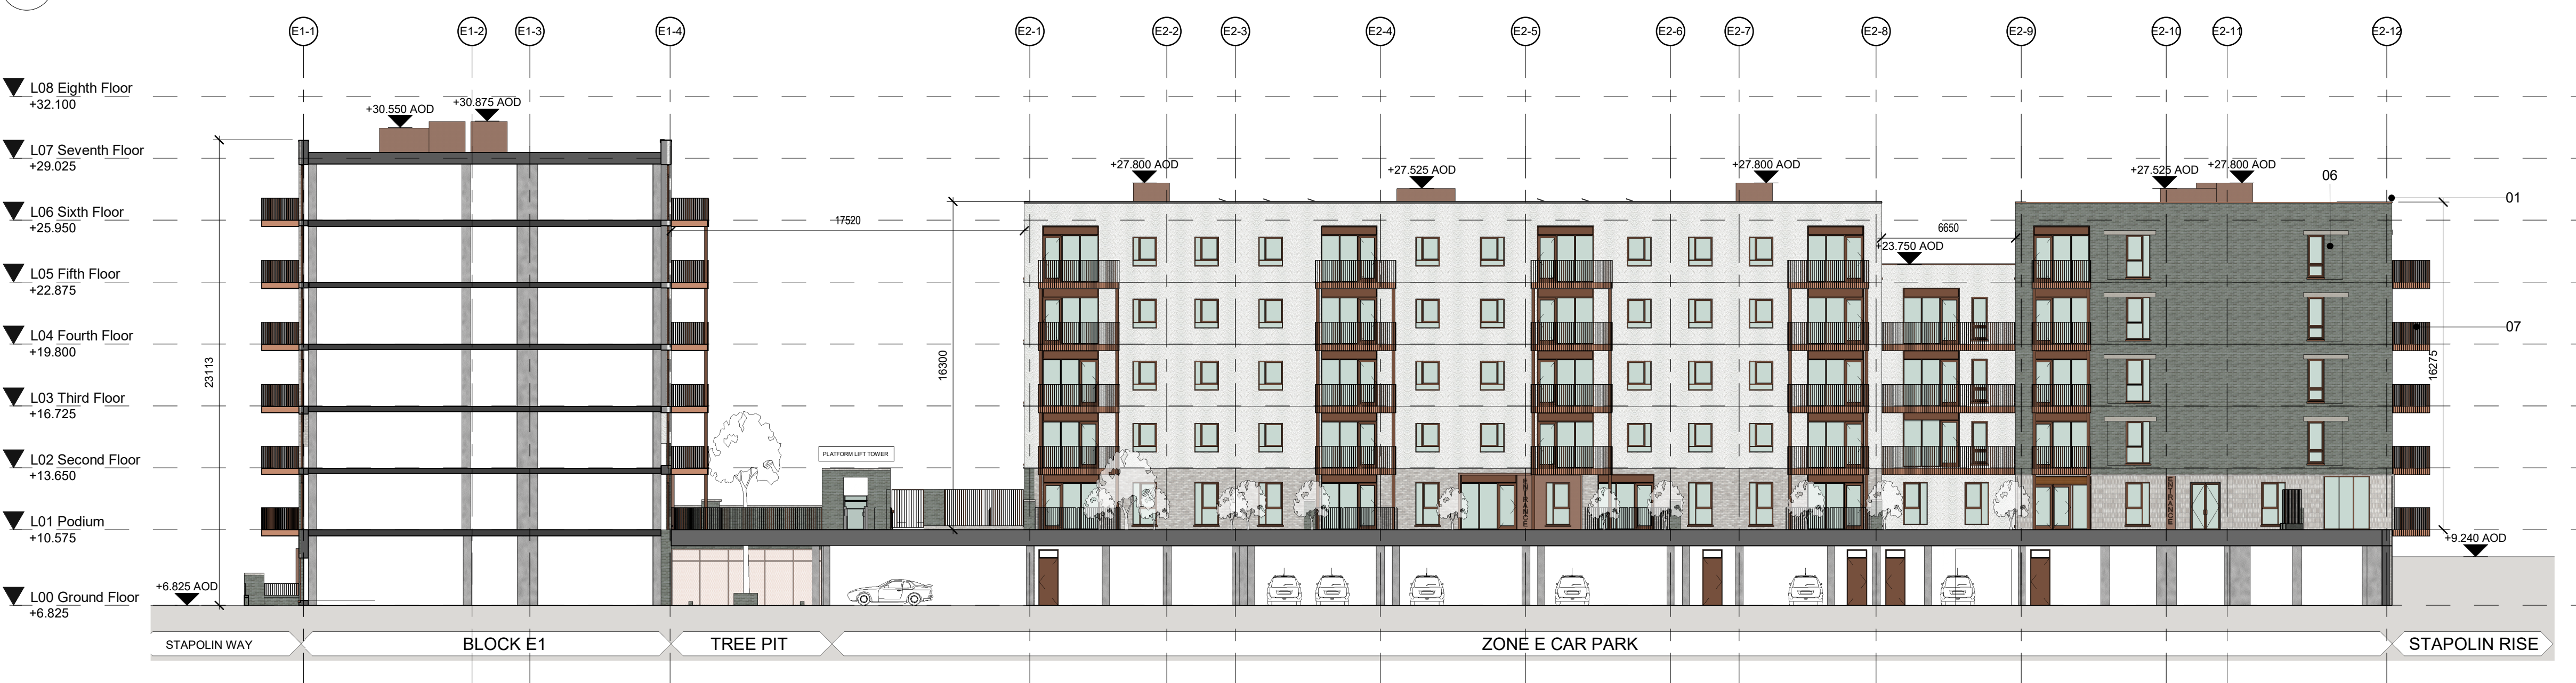 E1-1 E1-2 E1-3 E1-4 E2-1 E2-2 E2-3 E2-4 E2-5 E2-6 E2-7 E2-8 E2-9 E2-10 E2-11 E2-12
L08 Eighth Floor
+32.100
+30.550 AOD
+30.875 AOD
L07 Seventh Floor
+29.025
+27.800 AOD
+27.525 AOD
+27.800 AOD
+27.525 AOD
+27.800 AOD
06
01
L06 Sixth Floor
+25.950
17520
6650
+23.750 AOD
L05 Fifth Floor
+22.875
L04 Fourth Floor
+19.800
07
23113
16300
16275
L03 Third Floor
+16.725
L02 Second Floor
+13.650
PLATFORM LIFT TOWER
ENTRANCE
ENTRANCE
L01 Podium
+10.575
+9.240 AOD
+6.825 AOD
L00 Ground Floor
+6.825
STAPOLIN WAY
BLOCK E1
TREE PIT
ZONE E CAR PARK
STAPOLIN RISE